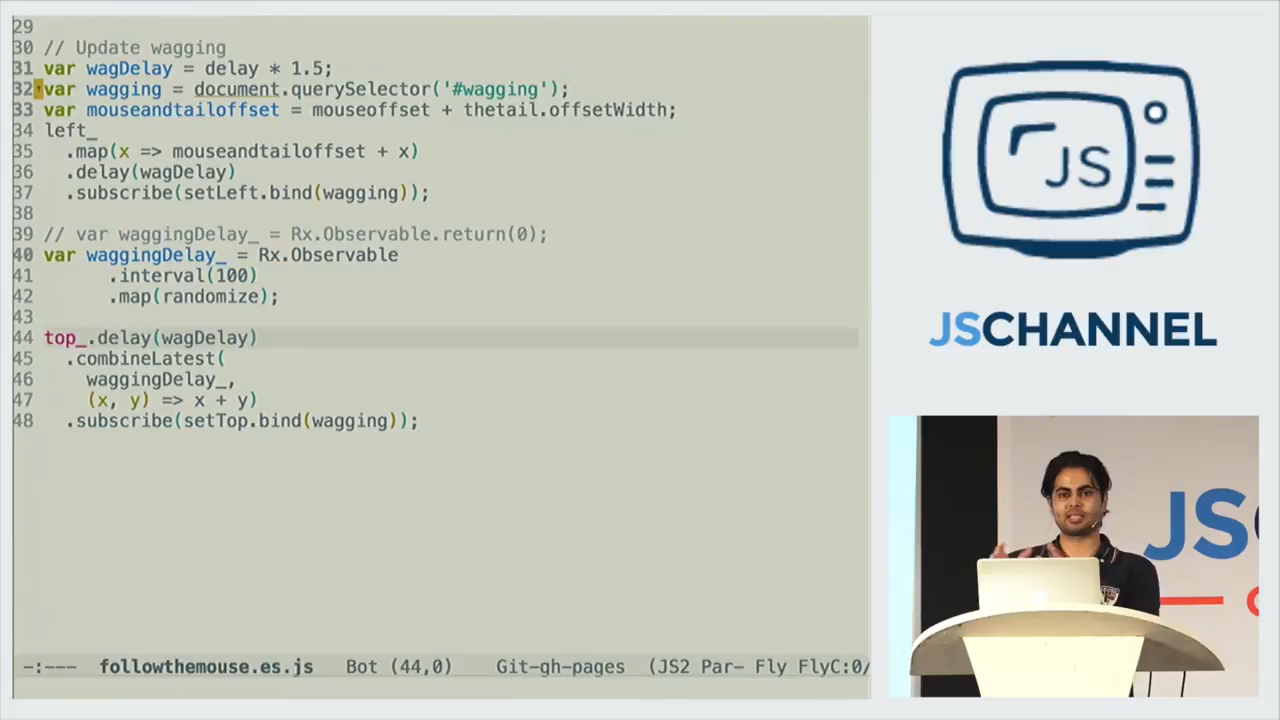 29
30 // Update wagging
31 var wagDelay = delay * 1.5;
32 var wagging = document.querySelector('#wagging');
33 var mouseandtailoffset = mouseoffset + thetail.offsetWidth;
34 left_
35   .map(x => mouseandtailoffset + x)
36   .delay(wagDelay)
37   .subscribe(setLeft.bind(wagging));
38
39 // var waggingDelay_ = Rx.Observable.return(0);
40 var waggingDelay_ = Rx.Observable
41       .interval(100)
42       .map(randomize);
43
44 top_.delay(wagDelay)
45   .combineLatest(
46     waggingDelay_,
47     (x, y) => x + y)
48   .subscribe(setTop.bind(wagging));
-:--- followthemouse.es.js Bot (44,0) Git-gh-pages (JS2 Par- Fly FlyC:0/
JS
JSCHANNEL
JS